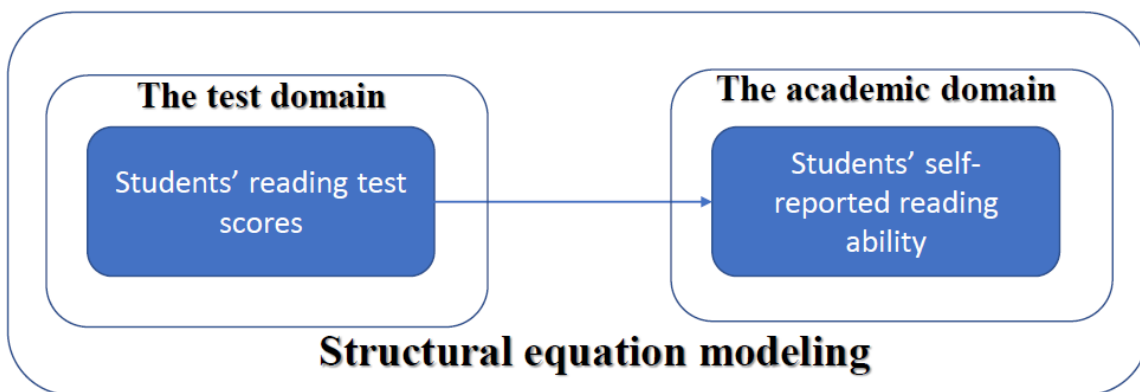 The test domain
Students’ reading test
scores
The academic domain
Students’ self-
reported reading
ability
Structural equation modeling